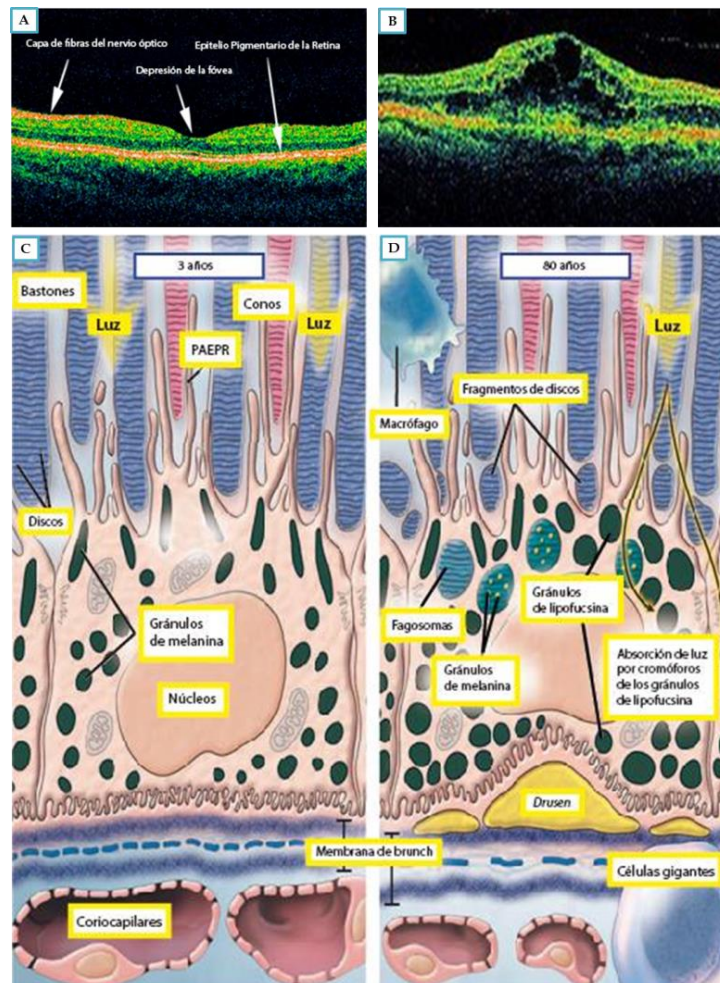 A
Capa de fibras del nervio óptico
Epitelio Pigmentario de la Retina
Depresión de la fóvea
B
C
3 años
Bastones
Luz
Conos
Luz
PAEPR
Discos
Gránulos
de melanina
Núcleos
Membrana de brunch
Coriocapilares
D
80 años
Luz
Fragmentos de discos
Macrófago
Gránulos
de lipofucsina
Fagosomas
Gránulos
de melanina
Absorción de luz
por cromóforos
de los gránulos
de lipofucsina
Drusen
Células gigantes